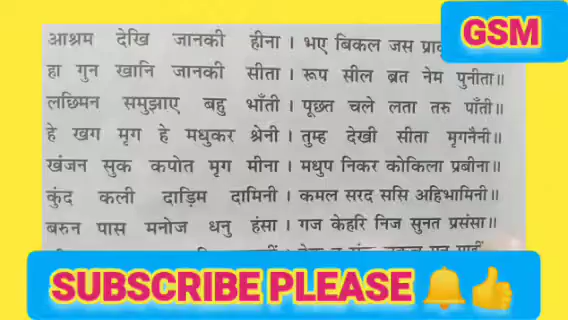 GSM
आश्रम देखि जानकी हीना । भए बिकल जस
हा गुन खानि जानकी सीता । रूप सील ब्रत नेम पुनीता॥
लछिमन समुझाए बहु भाँती । पूछत चले लता तरु पाँती॥
हे खग मृग हे मधुकर श्रेनी । तुम्ह देखी सीता मृगनैनी॥
खंजन सुक कपोत मृग मीना । मधुप निकर कोकिला प्रबीना॥
कुंद कली दाड़िम दामिनी । कमल सरद ससि अहिभामिनी॥
बरुन पास मनोज धनु हंसा । गज केहरि निज सुनत प्रसंसा॥
SUBSCRIBE PLEASE